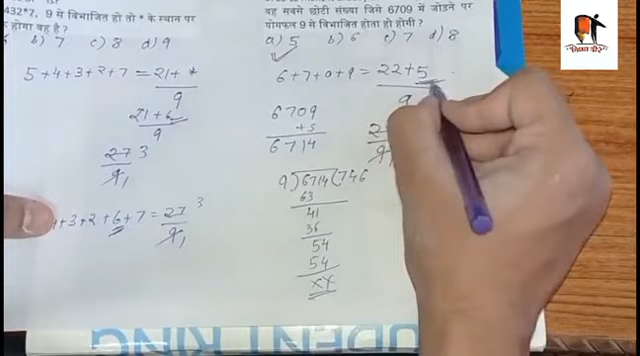 432*7, 9 से विभाजित हो तो * के स्थान पर
होगा वह है ?
b) 7 c) 8 d) 9
5+4+3+2+7 = 21+*
9
21+6
9
27 3
9 1
+3+2+6+7 = 27 3
9 1
वह सबसे छोटी संख्या जिसे 6709 में जोड़ने पर
योगफल 9 से विभाजित होता हो होगी ?
a) 5 b) 6 c) 7 d) 8
6+7+0+9 = 22+5
9
6709
+5
6714
9) 6714 (746
63
41
36
54
54
XX
STUDENT KING